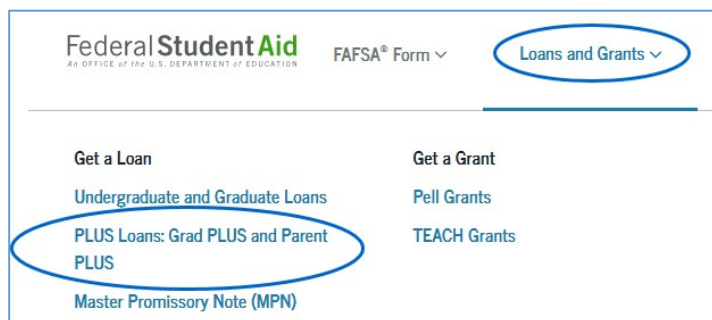 Federal Student Aid
An OFFICE of the U.S. DEPARTMENT of EDUCATION
FAFSA® Form
Loans and Grants
Get a Loan
Undergraduate and Graduate Loans
PLUS Loans: Grad PLUS and Parent
PLUS
Master Promissory Note (MPN)
Get a Grant
Pell Grants
TEACH Grants